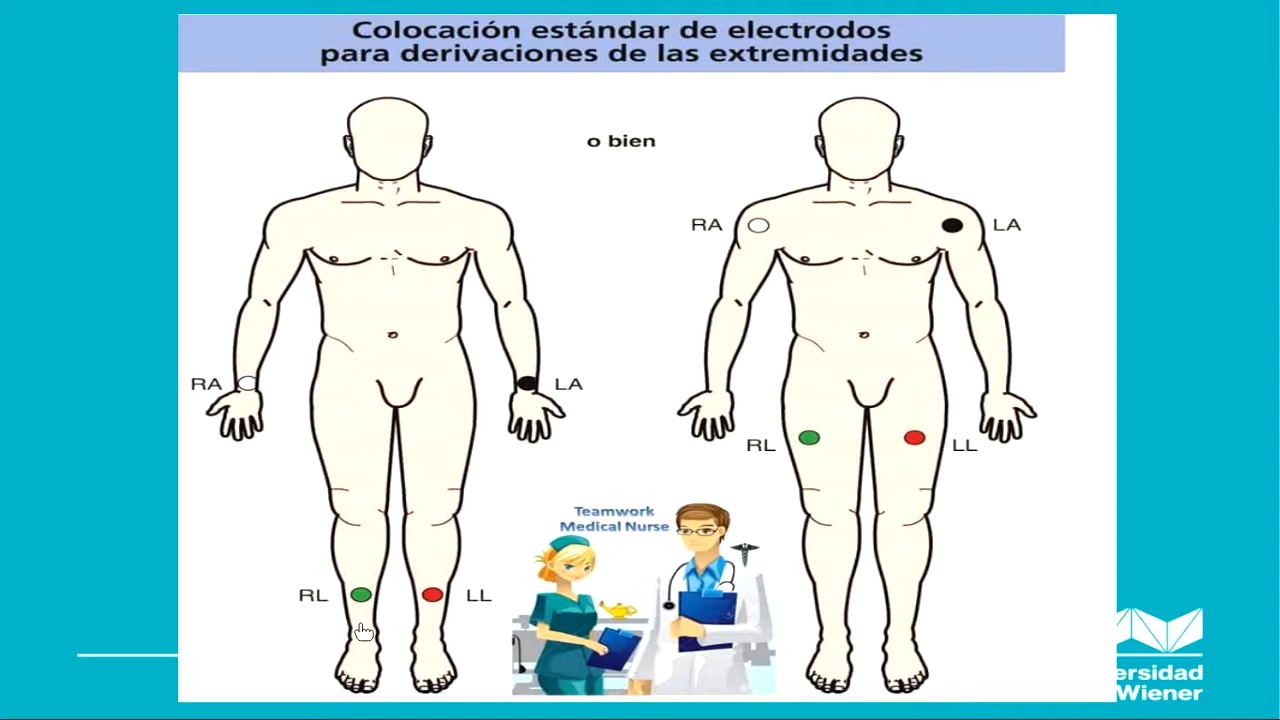 Colocación estándar de electrodos
para derivaciones de las extremidades
o bien
RA
LA
RA
LA
RL
LL
Teamwork
Medical Nurse
RL
LL
Wiener